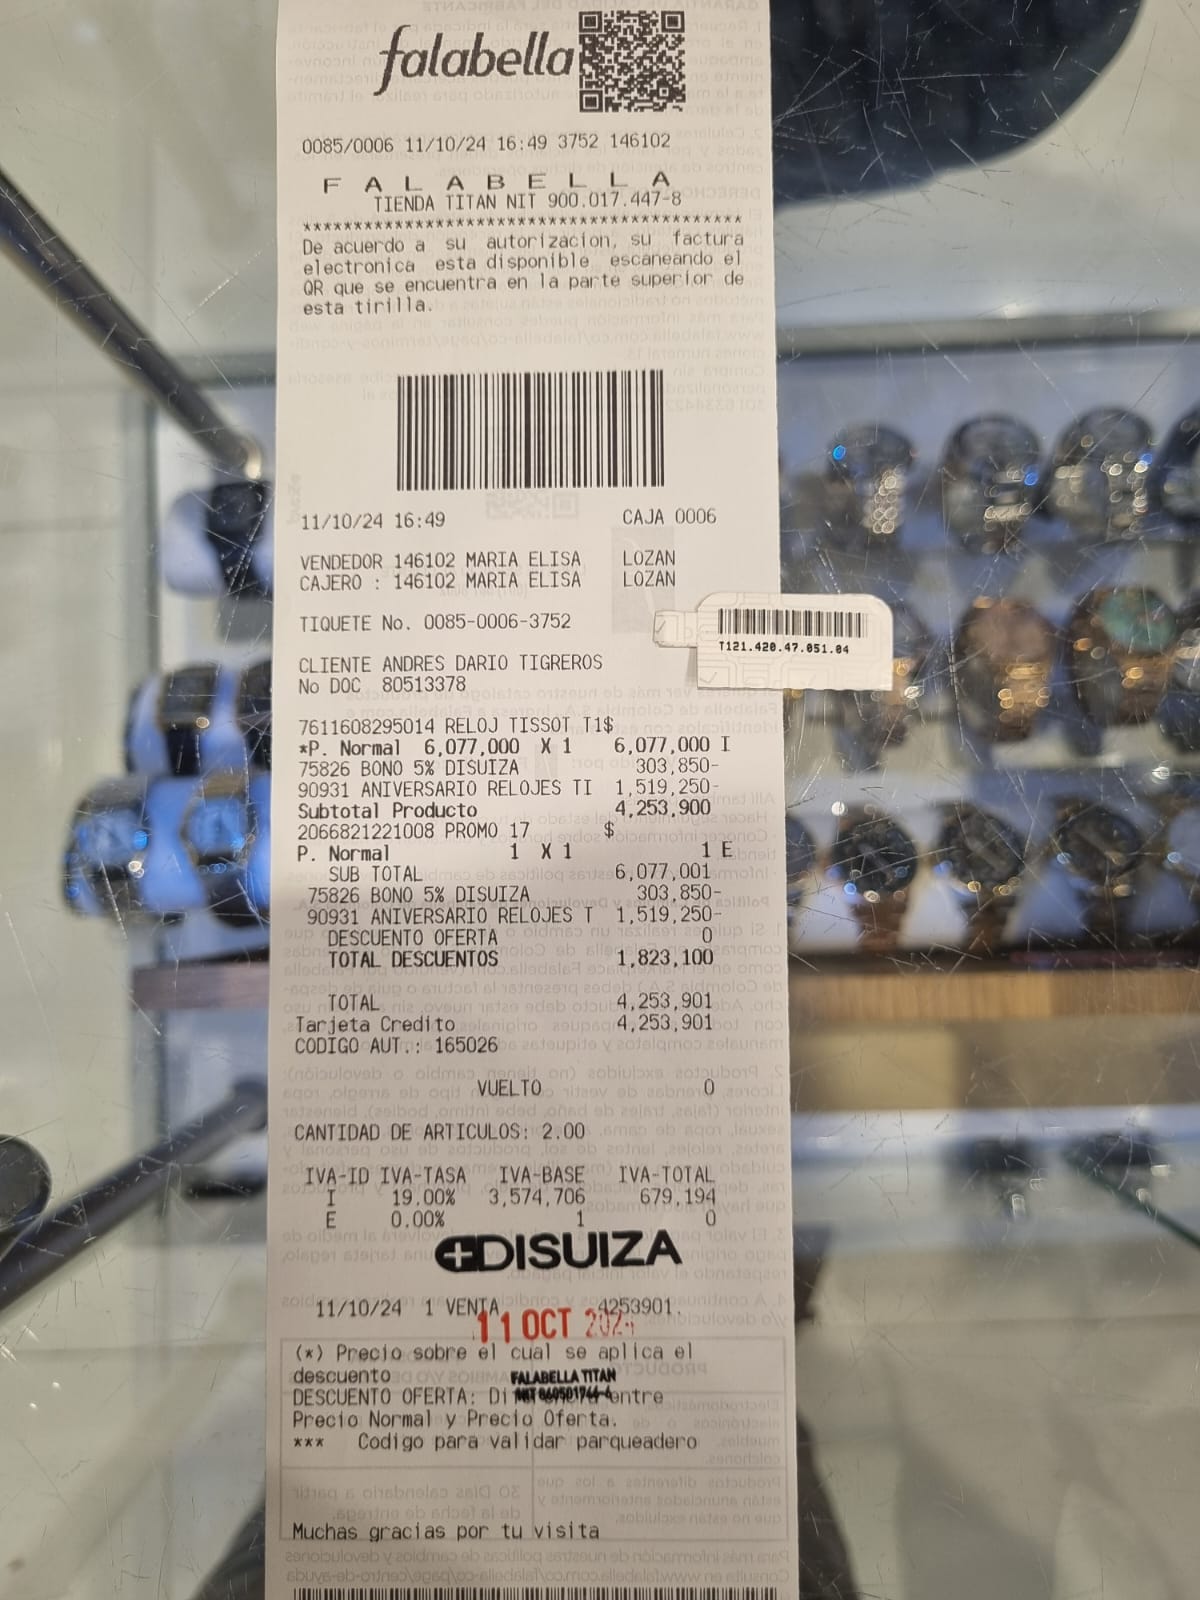 falabella
0085/0006 11/10/24 16:49 3752 146102
F A L A B E L L A
TIENDA TITAN NIT 900.017.447-8
******************************************
De acuerdo a su autorizacion, su factura
electronica esta disponible escaneando el
QR que se encuentra en la parte superior de
esta tirilla.
11/10/24 16:49 CAJA 0006
VENDEDOR 146102 MARIA ELISA LOZAN
CAJERO : 146102 MARIA ELISA LOZAN
TIQUETE No. 0085-0006-3752
T121.420.47.051.04
CLIENTE ANDRES DARIO TIGREROS
No DOC 80513378
7611608295014 RELOJ TISSOT T1$
*P. Normal 6,077,000 X 1 6,077,000 I
75826 BONO 5% DISUIZA 303,850-
90931 ANIVERSARIO RELOJES TI 1,519,250-
Subtotal Producto 4,253,900
2066821221008 PROMO 17 $
P. Normal 1 X 1 1 E
SUB TOTAL 6,077,001
75826 BONO 5% DISUIZA 303,850-
90931 ANIVERSARIO RELOJES T 1,519,250-
DESCUENTO OFERTA 0
TOTAL DESCUENTOS 1,823,100
TOTAL 4,253,901
Tarjeta Credito 4,253,901
CODIGO AUT.: 165026
VUELTO 0
CANTIDAD DE ARTICULOS: 2.00
IVA-ID IVA-TASA IVA-BASE IVA-TOTAL
I 19.00% 3,574,706 679,194
E 0.00% 1 0
DISUIZA
11/10/24 1 VENTA 4253901.
11 OCT 2024
(*) Precio sobre el cual se aplica el
descuento
FALABELLA TITAN
DESCUENTO OFERTA: entre
Precio Normal y Precio Oferta.
*** Codigo para validar parqueadero
Muchas gracias por tu visita